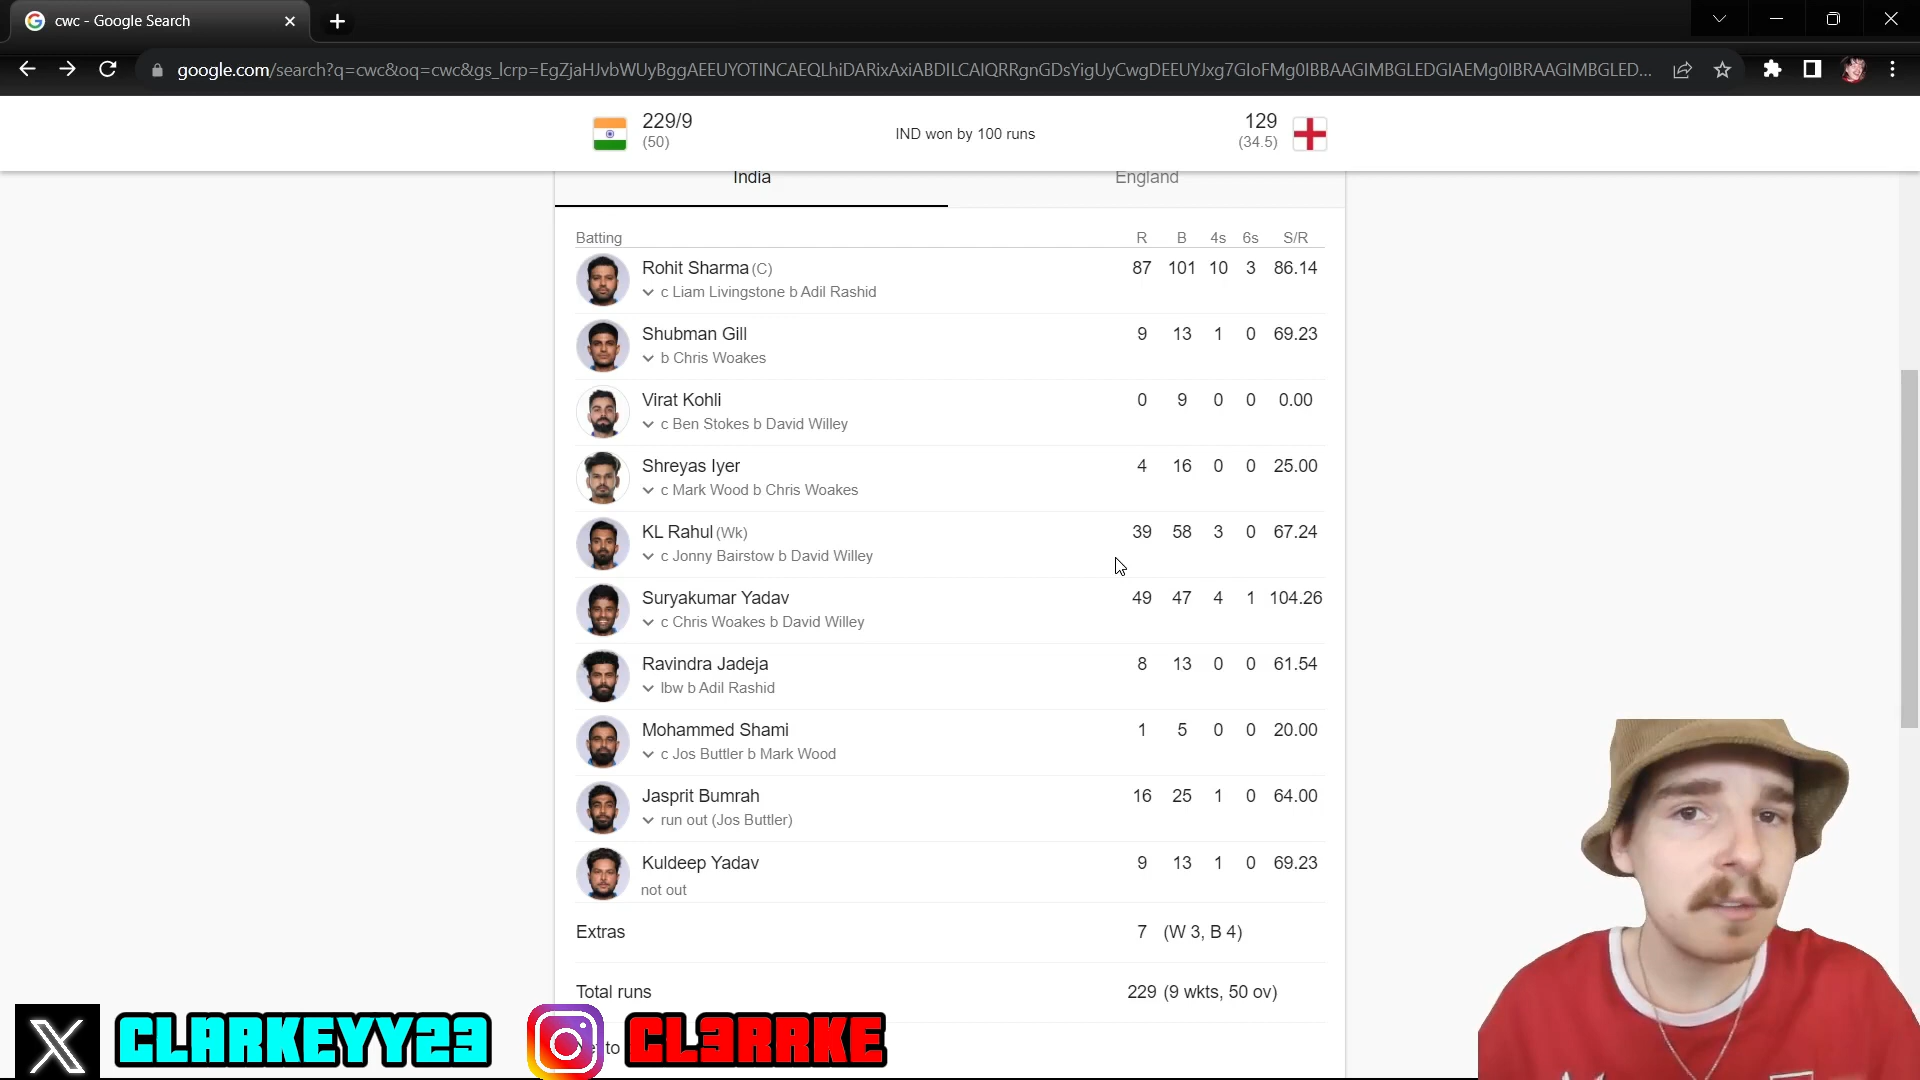 cwc - Google Search
google.com/search?q=cwc&oq=cwc&gs_lcrp=EgZjaHJvbWUyBggAEEUYOTINCAEQLhiDARixAxiABDILCAIQRRgnGDsYigUyCwgDEEUYJxg7GIoFMg0IBBAAGIMBGLEDGIAEMg0IBRAAGIMBGLED...
229/9
(50)
IND won by 100 runs
129
(34.5)
India England
Batting R B 4s 6s S/R
Rohit Sharma (C) 87 101 10 3 86.14
c Liam Livingstone b Adil Rashid
Shubman Gill 9 13 1 0 69.23
b Chris Woakes
Virat Kohli 0 9 0 0 0.00
c Ben Stokes b David Willey
Shreyas Iyer 4 16 0 0 25.00
c Mark Wood b Chris Woakes
KL Rahul (Wk) 39 58 3 0 67.24
c Jonny Bairstow b David Willey
Suryakumar Yadav 49 47 4 1 104.26
c Chris Woakes b David Willey
Ravindra Jadeja 8 13 0 0 61.54
lbw b Adil Rashid
Mohammed Shami 1 5 0 0 20.00
c Jos Buttler b Mark Wood
Jasprit Bumrah 16 25 1 0 64.00
run out (Jos Buttler)
Kuldeep Yadav 9 13 1 0 69.23
not out
Extras 7 (W 3, B 4)
Total runs 229 (9 wkts, 50 ov)
to
CLARKEYY23 CL3RRKE